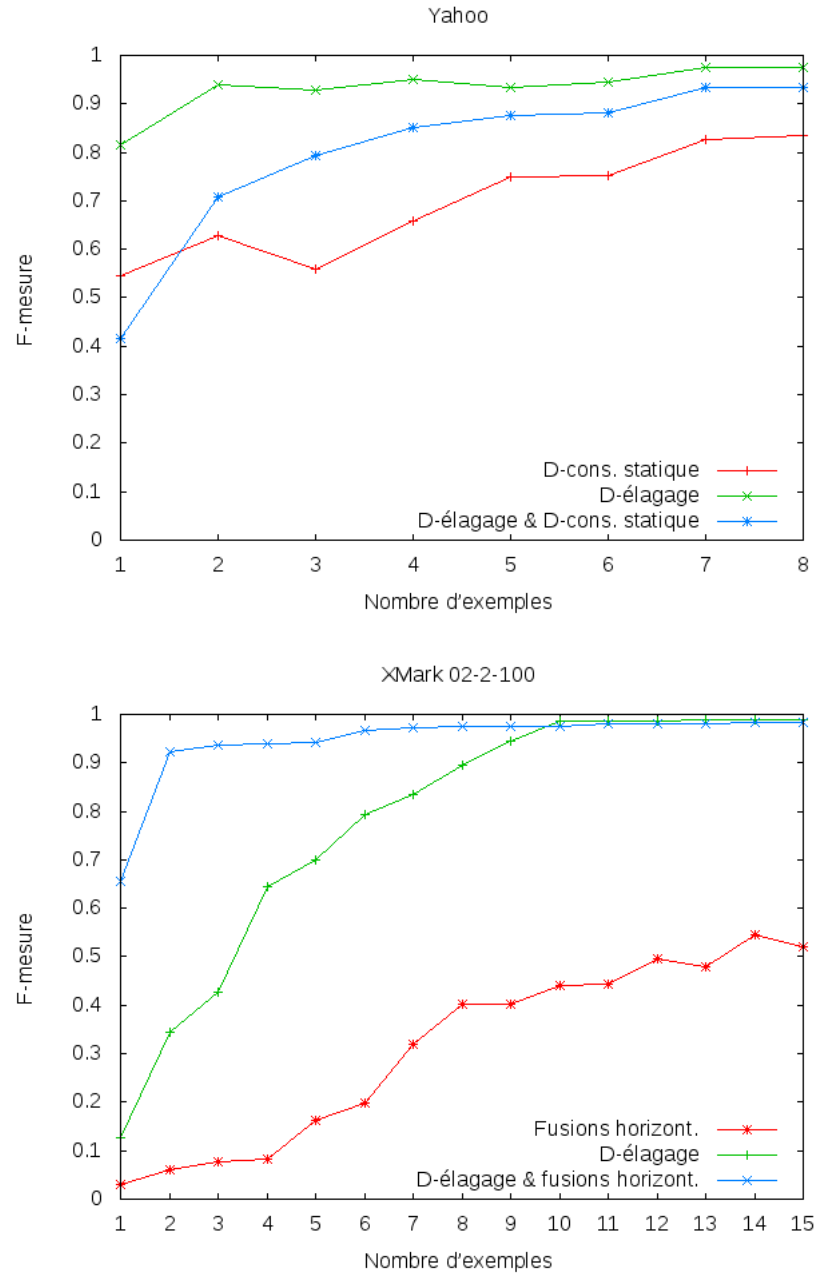 Yahoo
1
0.9
0.8
0.7
0.6
0.5
0.4
0.3
0.2
0.1
0
F-mesure
D-cons. statique
D-élagage
D-élagage & D-cons. statique
1 2 3 4 5 6 7 8
Nombre d'exemples
XMark 02-2-100
1
0.9
0.8
0.7
0.6
0.5
0.4
0.3
0.2
0.1
0
F-mesure
Fusions horizont.
D-élagage
D-élagage & fusions horizont.
1 2 3 4 5 6 7 8 9 10 11 12 13 14 15
Nombre d'exemples